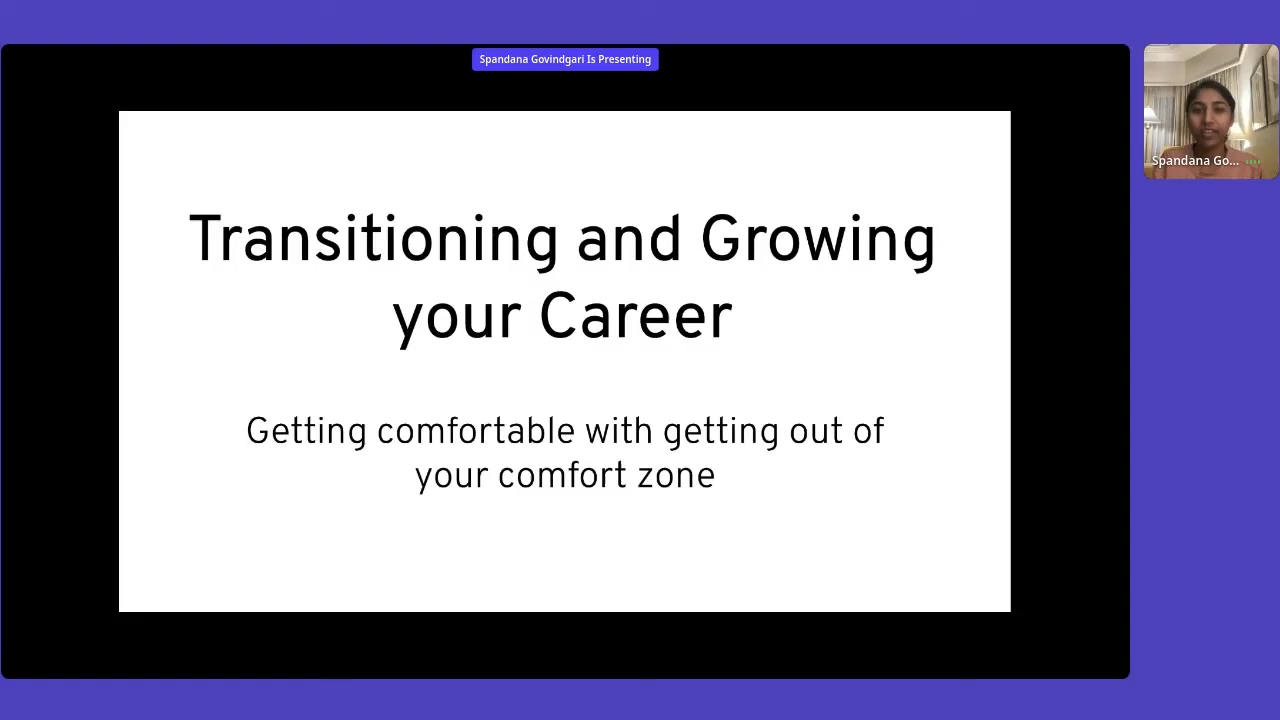 Spandana Govindgari Is Presenting
Transitioning and Growing
your Career
Getting comfortable with getting out of
your comfort zone
Spandana Go...